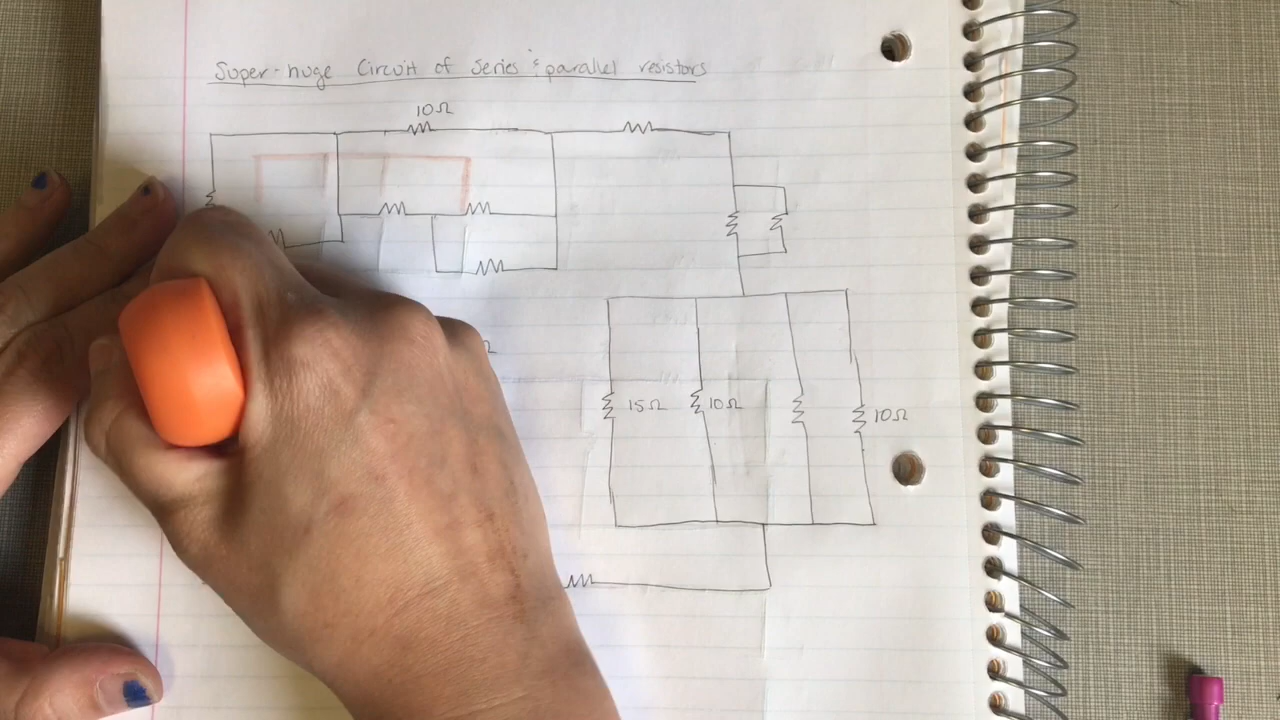 Super-huge Circuit of Series & parallel resistors
10Ω
15Ω
10Ω
10Ω